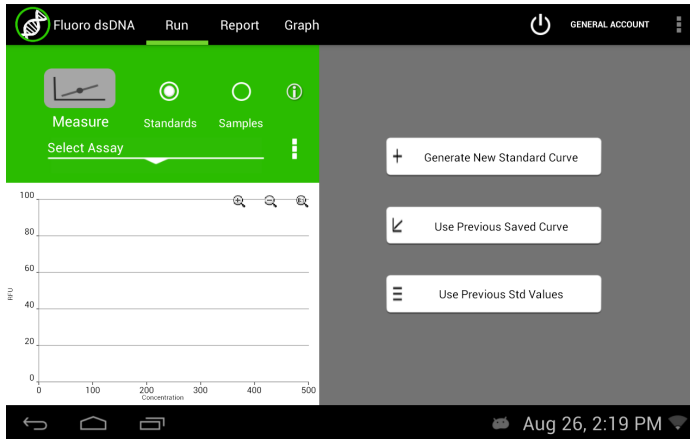 Fluoro dsDNA
Run
Report
Graph
GENERAL ACCOUNT
Measure
Standards
Samples
Select Assay
Generate New Standard Curve
Use Previous Saved Curve
Use Previous Std Values
100
80
60
40
20
0
RFU
0 100 200 300 400 500
Concentration
Aug 26, 2:19 PM